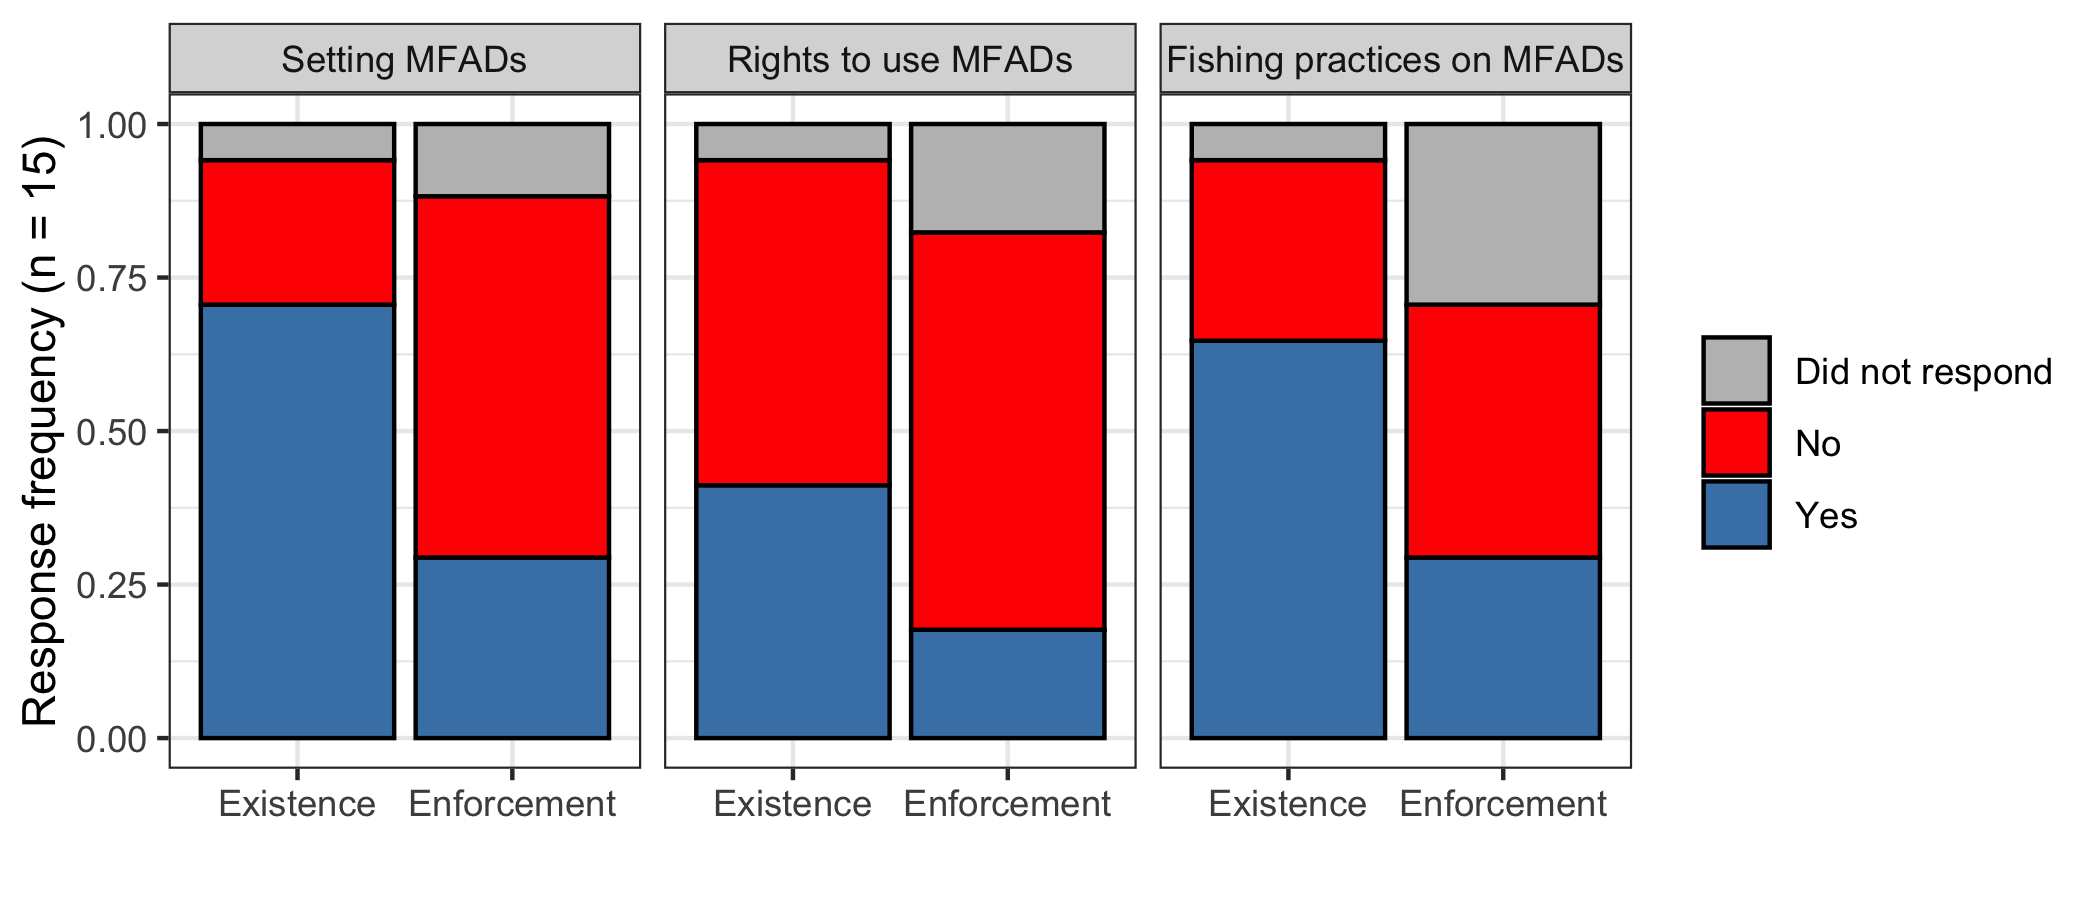 Setting MFADs
Rights to use MFADs
Fishing practices on MFADs
Response frequency (n = 15)
1.00
0.75
0.50
0.25
0.00
Existence
Enforcement
Existence
Enforcement
Existence
Enforcement
Did not respond
No
Yes